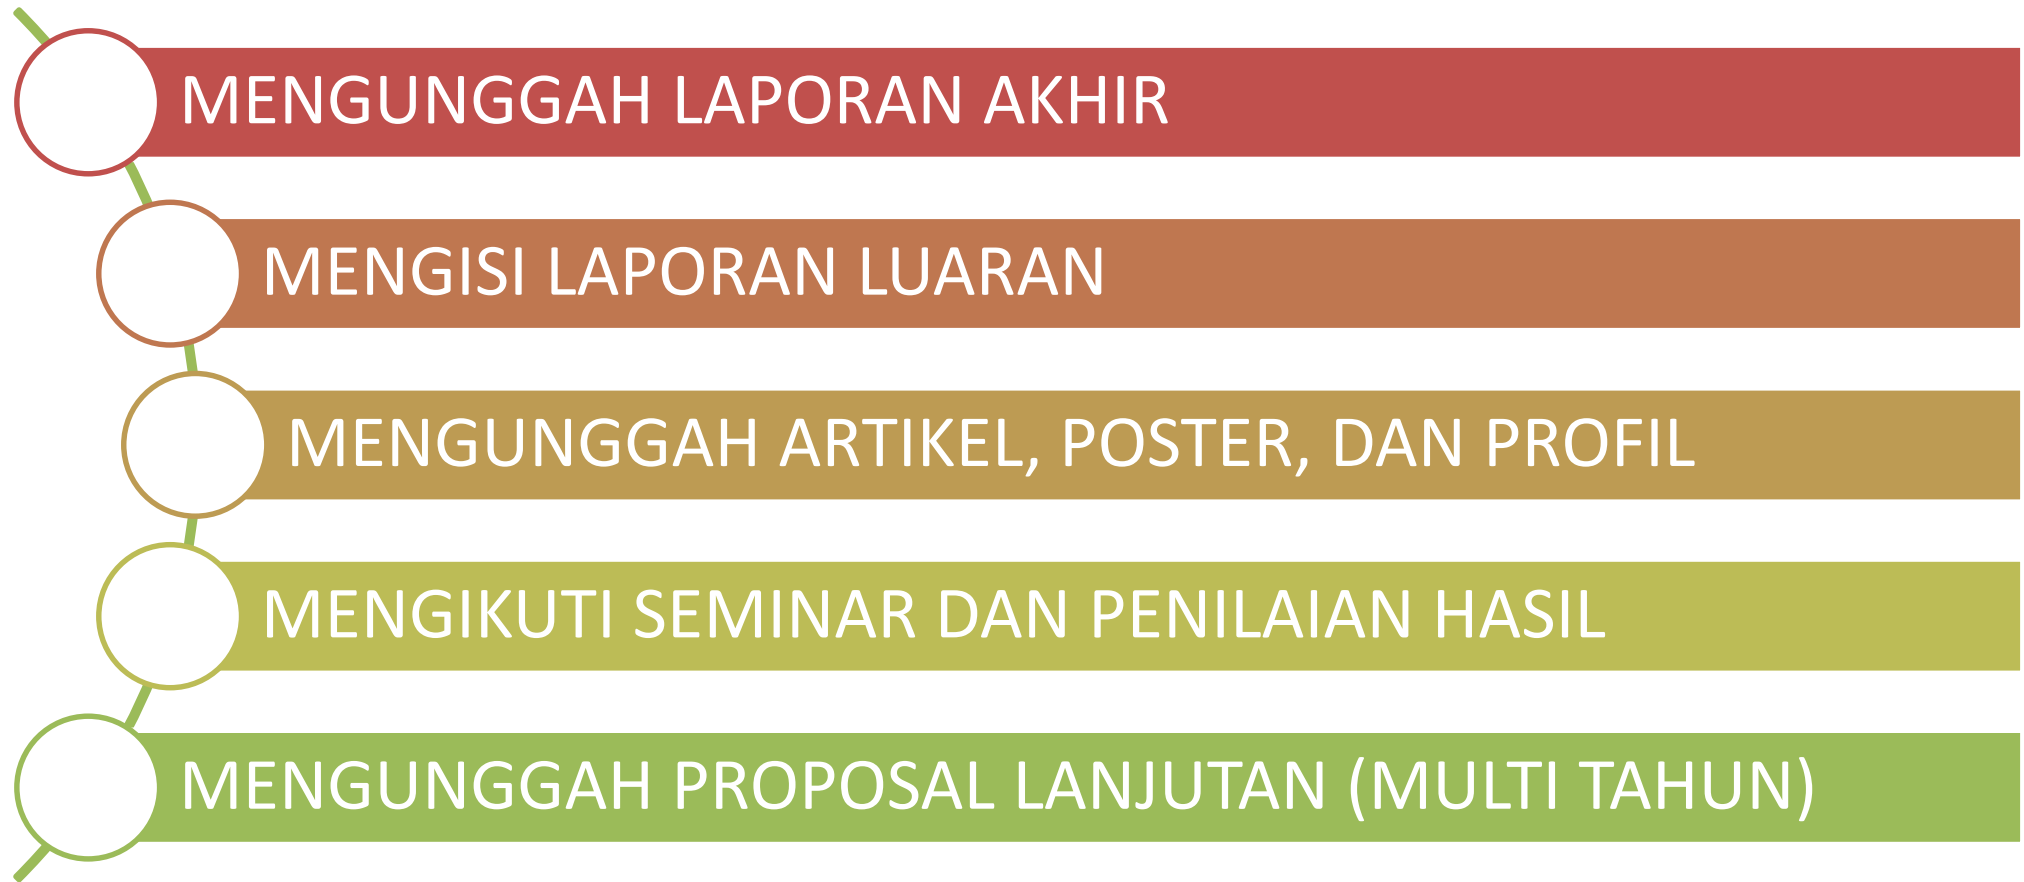 MENGUNGGAH LAPORAN AKHIR
MENGISI LAPORAN LUARAN
MENGUNGGAH ARTIKEL, POSTER, DAN PROFIL
MENGIKUTI SEMINAR DAN PENILAIAN HASIL
MENGUNGGAH PROPOSAL LANJUTAN (MULTI TAHUN)